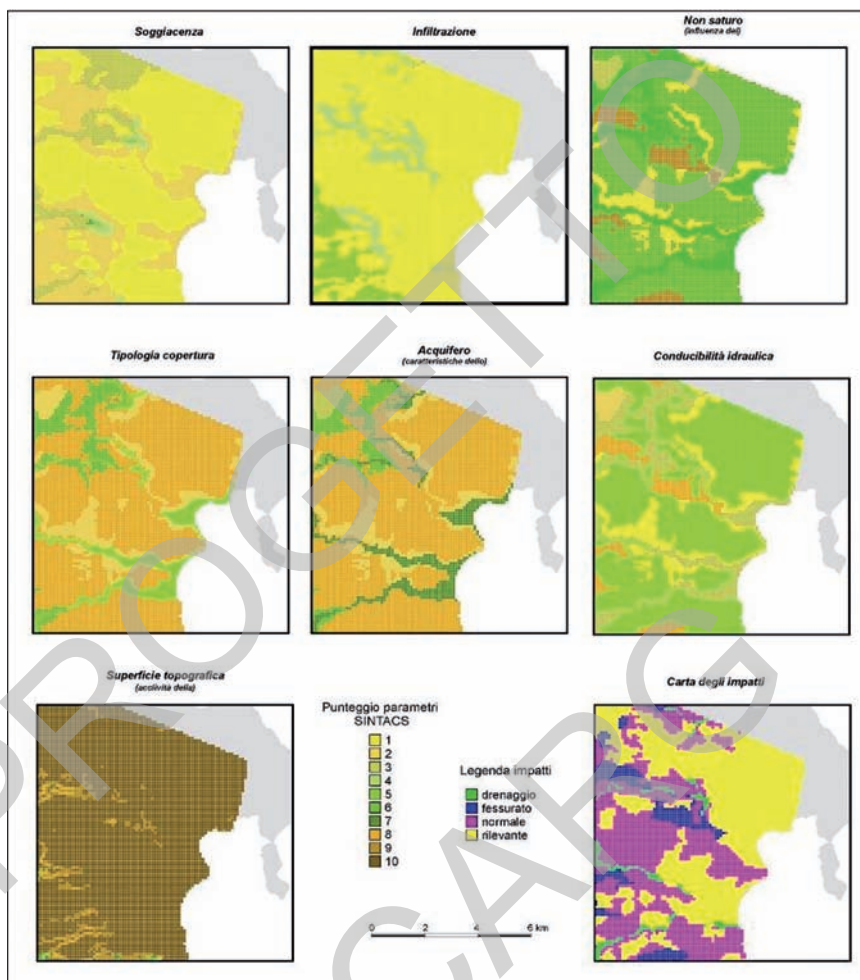 Soggiacenza
Infiltrazione
Non saturo
(influenza del)
Tipologia copertura
Acquifero
(caratteristiche dello)
Conducibilità idraulica
Superficie topografica
(acclività della)
Punteggio parametri
SINTACS
1
2
3
4
5
6
7
8
9
10
Legenda impatti
drenaggio
fessurato
normale
rilevante
0 2 4 6 km
Carta degli impatti
PROGETTO
CARG